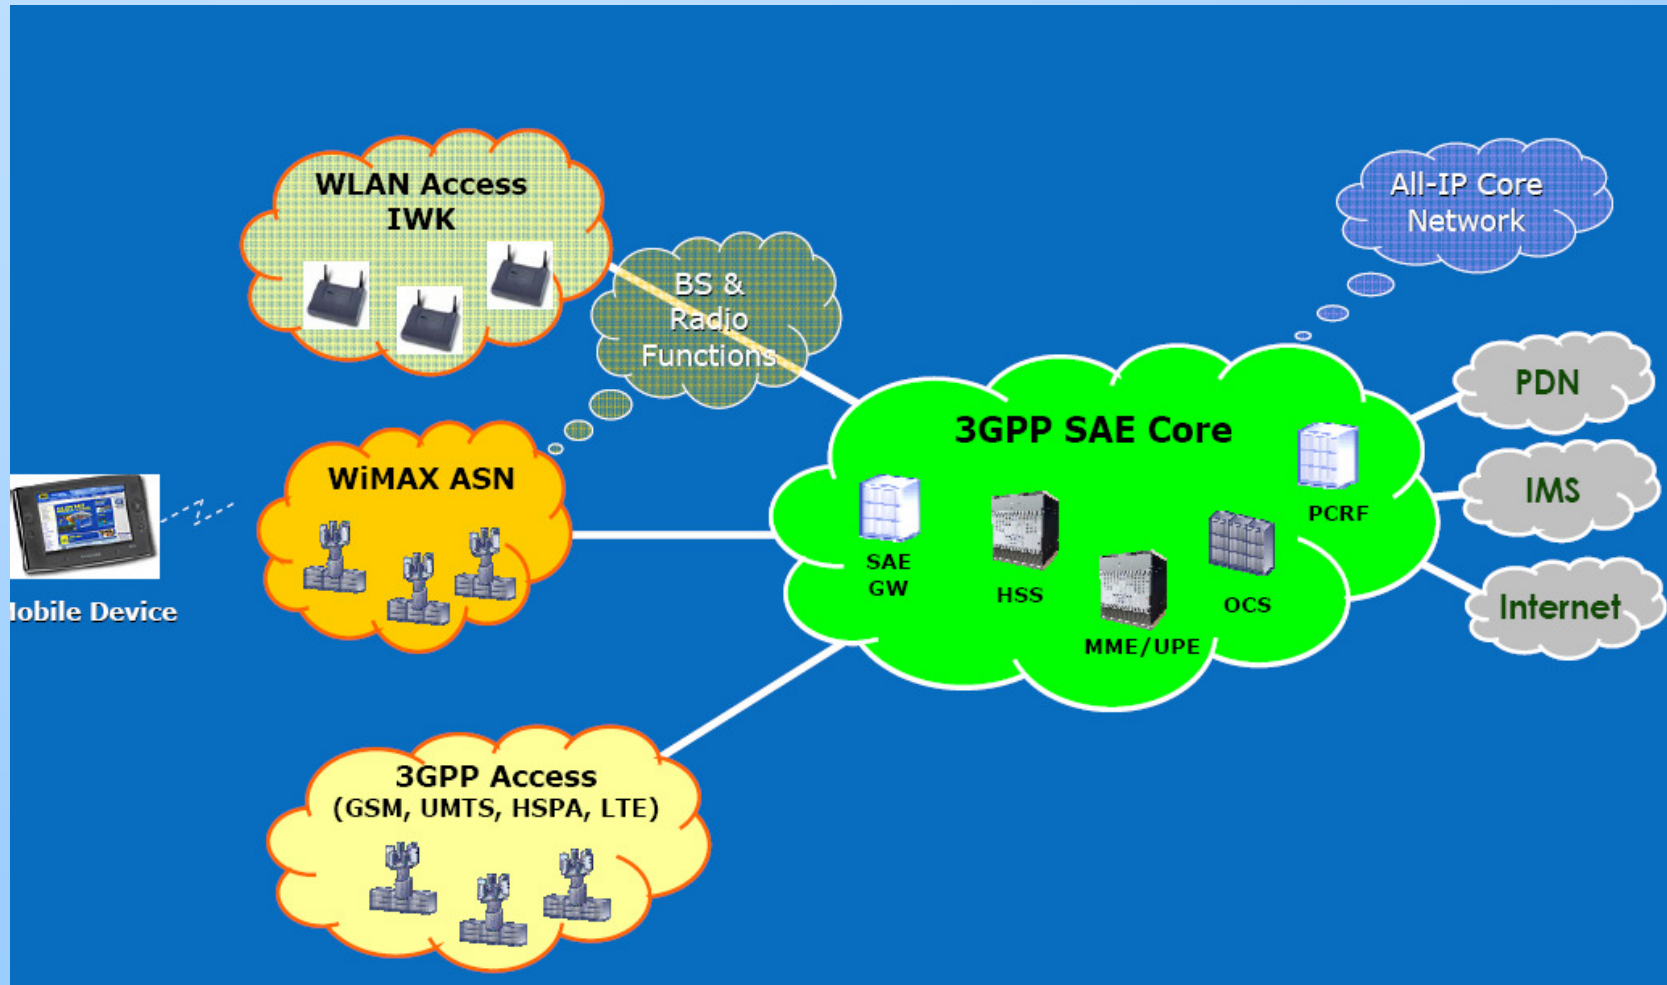 WLAN Access
IWK
BS &
Radio
Functions
All-IP Core
Network
WiMAX ASN
3GPP SAE Core
PDN
IMS
Internet
SAE
GW
HSS
MME/UPE
OCS
PCRF
lobile Device
3GPP Access
(GSM, UMTS, HSPA, LTE)